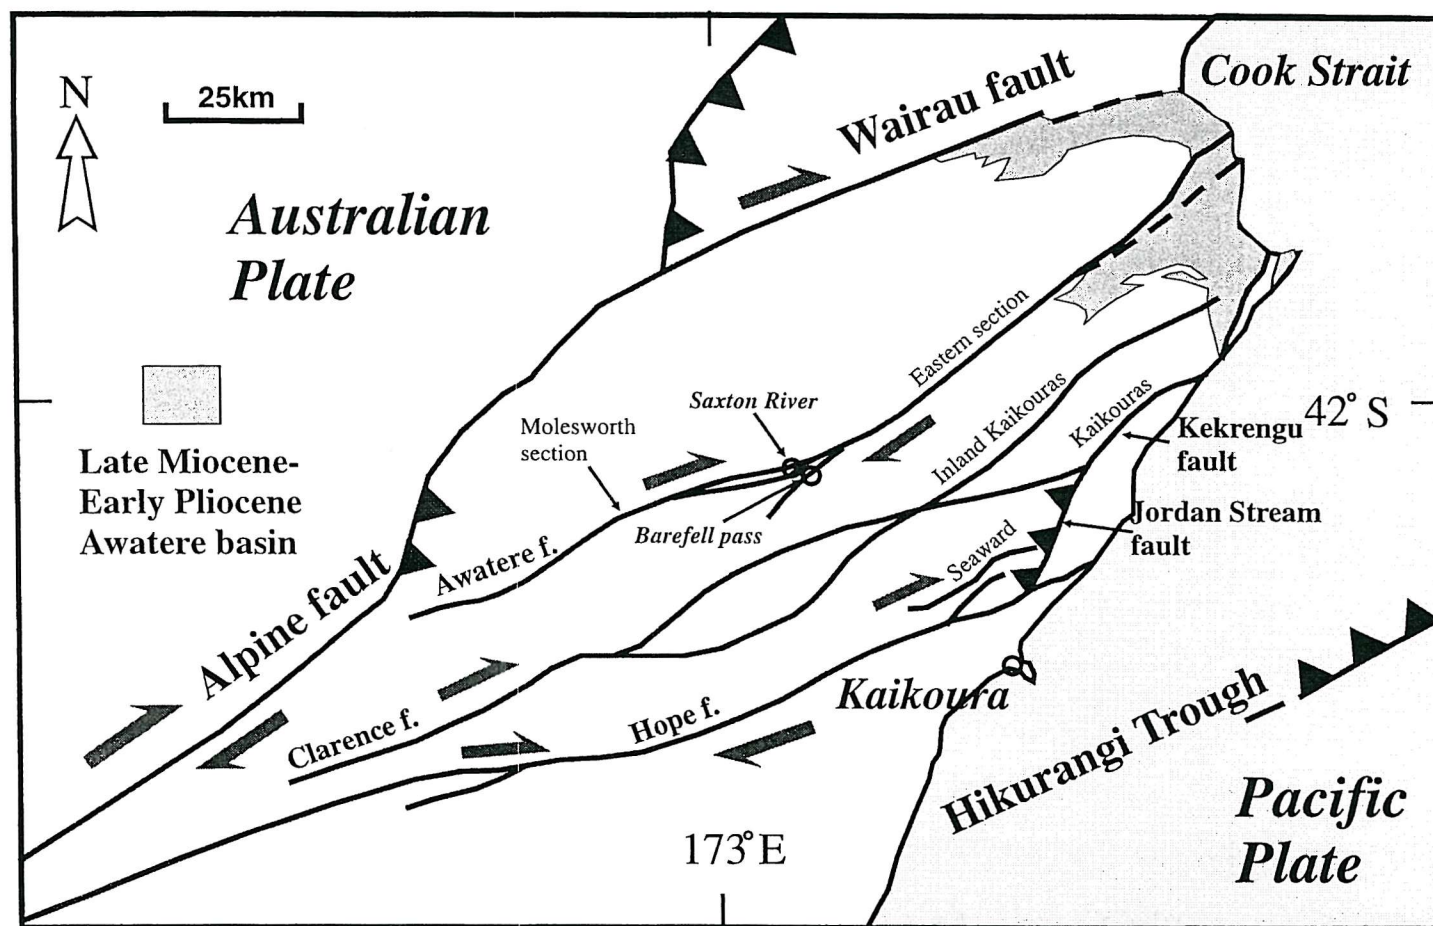 Cook Strait
Wairau fault
N
25km
Australian
Plate
Eastern section
Saxton River
Molesworth
section
Inland Kaikouras
Kaikouras
42° S
Kekrengu
fault
Late Miocene-
Early Pliocene
Awatere basin
Barefell pass
Jordan Stream
fault
Awatere f.
Seaward
Alpine fault
Kaikoura
Clarence f.
Hope f.
Hikurangi Trough
Pacific
Plate
173°E